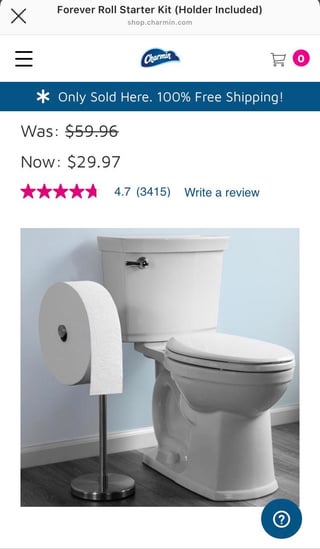 Forever Roll Starter Kit (Holder Included)
shop.charmin.com
Charmin
0
Only Sold Here. 100% Free Shipping!
Was: $59.96
Now: $29.97
4.7 (3415) Write a review
?